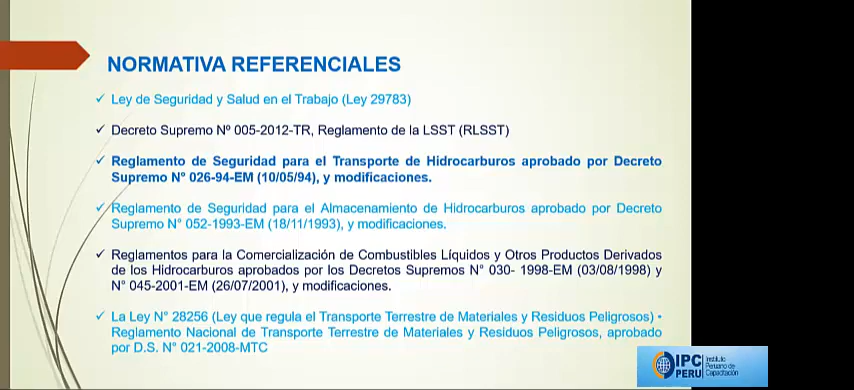 NORMATIVA REFERENCIALES
✓ Ley de Seguridad y Salud en el Trabajo (Ley 29783)
✓ Decreto Supremo Nº 005-2012-TR, Reglamento de la LSST (RLSST)
✓ Reglamento de Seguridad para el Transporte de Hidrocarburos aprobado por Decreto
Supremo N° 026-94-EM (10/05/94), y modificaciones.
✓ Reglamento de Seguridad para el Almacenamiento de Hidrocarburos aprobado por Decreto
Supremo N° 052-1993-EM (18/11/1993), y modificaciones.
✓ Reglamentos para la Comercialización de Combustibles Líquidos y Otros Productos Derivados
de los Hidrocarburos aprobados por los Decretos Supremos N° 030- 1998-EM (03/08/1998) y
N° 045-2001-EM (26/07/2001), y modificaciones.
✓ La Ley N° 28256 (Ley que regula el Transporte Terrestre de Materiales y Residuos Peligrosos) •
Reglamento Nacional de Transporte Terrestre de Materiales y Residuos Peligrosos, aprobado
por D.S. N° 021-2008-MTC
IPC
PERU
Instituto
Peruano de
Capacitación